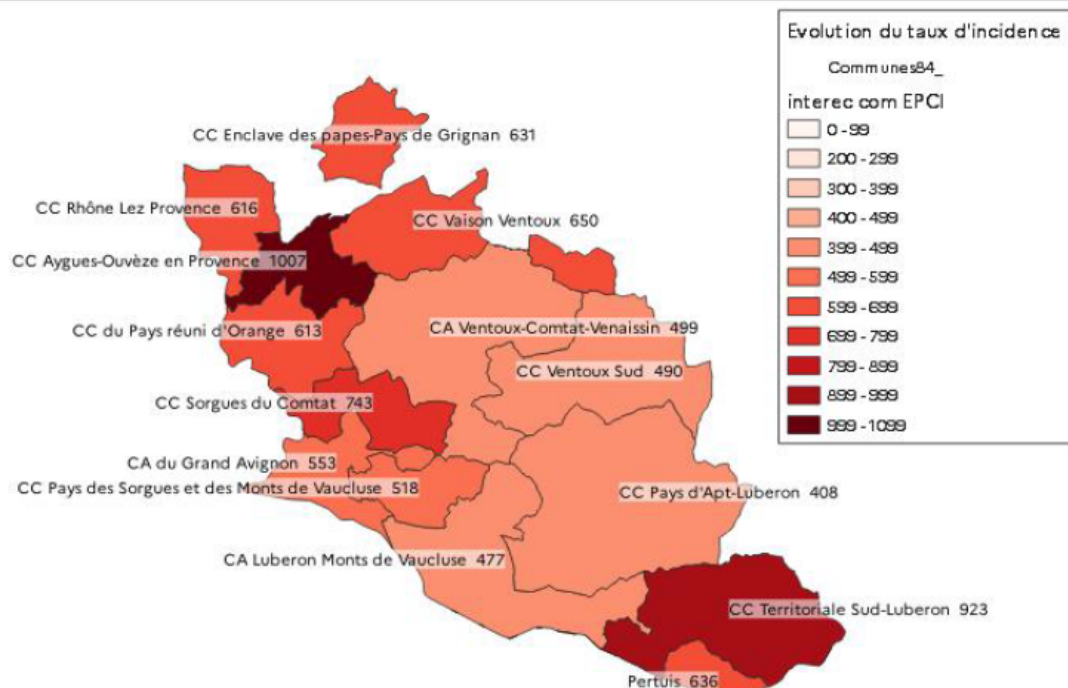 Evolution du taux d'incidence
Communes84_
interec com EPCI
0 - 99
200 - 299
300 - 399
400 - 499
399 - 499
499 - 599
599 - 699
699 - 799
799 - 899
899 - 999
999 - 1099
CC Enclave des papes-Pays de Grignan 631
CC Rhône Lez Provence 616
CC Vaison Ventoux 650
CC Aygues-Ouvèze en Provence 1007
CC du Pays réuni d'Orange 613
CA Ventoux-Comtat-Venaissin 499
CC Ventoux Sud 490
CC Sorgues du Comtat 743
CA du Grand Avignon 553
CC Pays des Sorgues et des Monts de Vaucluse 518
CC Pays d'Apt-Luberon 408
CA Luberon Monts de Vaucluse 477
CC Territoriale Sud-Luberon 923
Pertuis 636